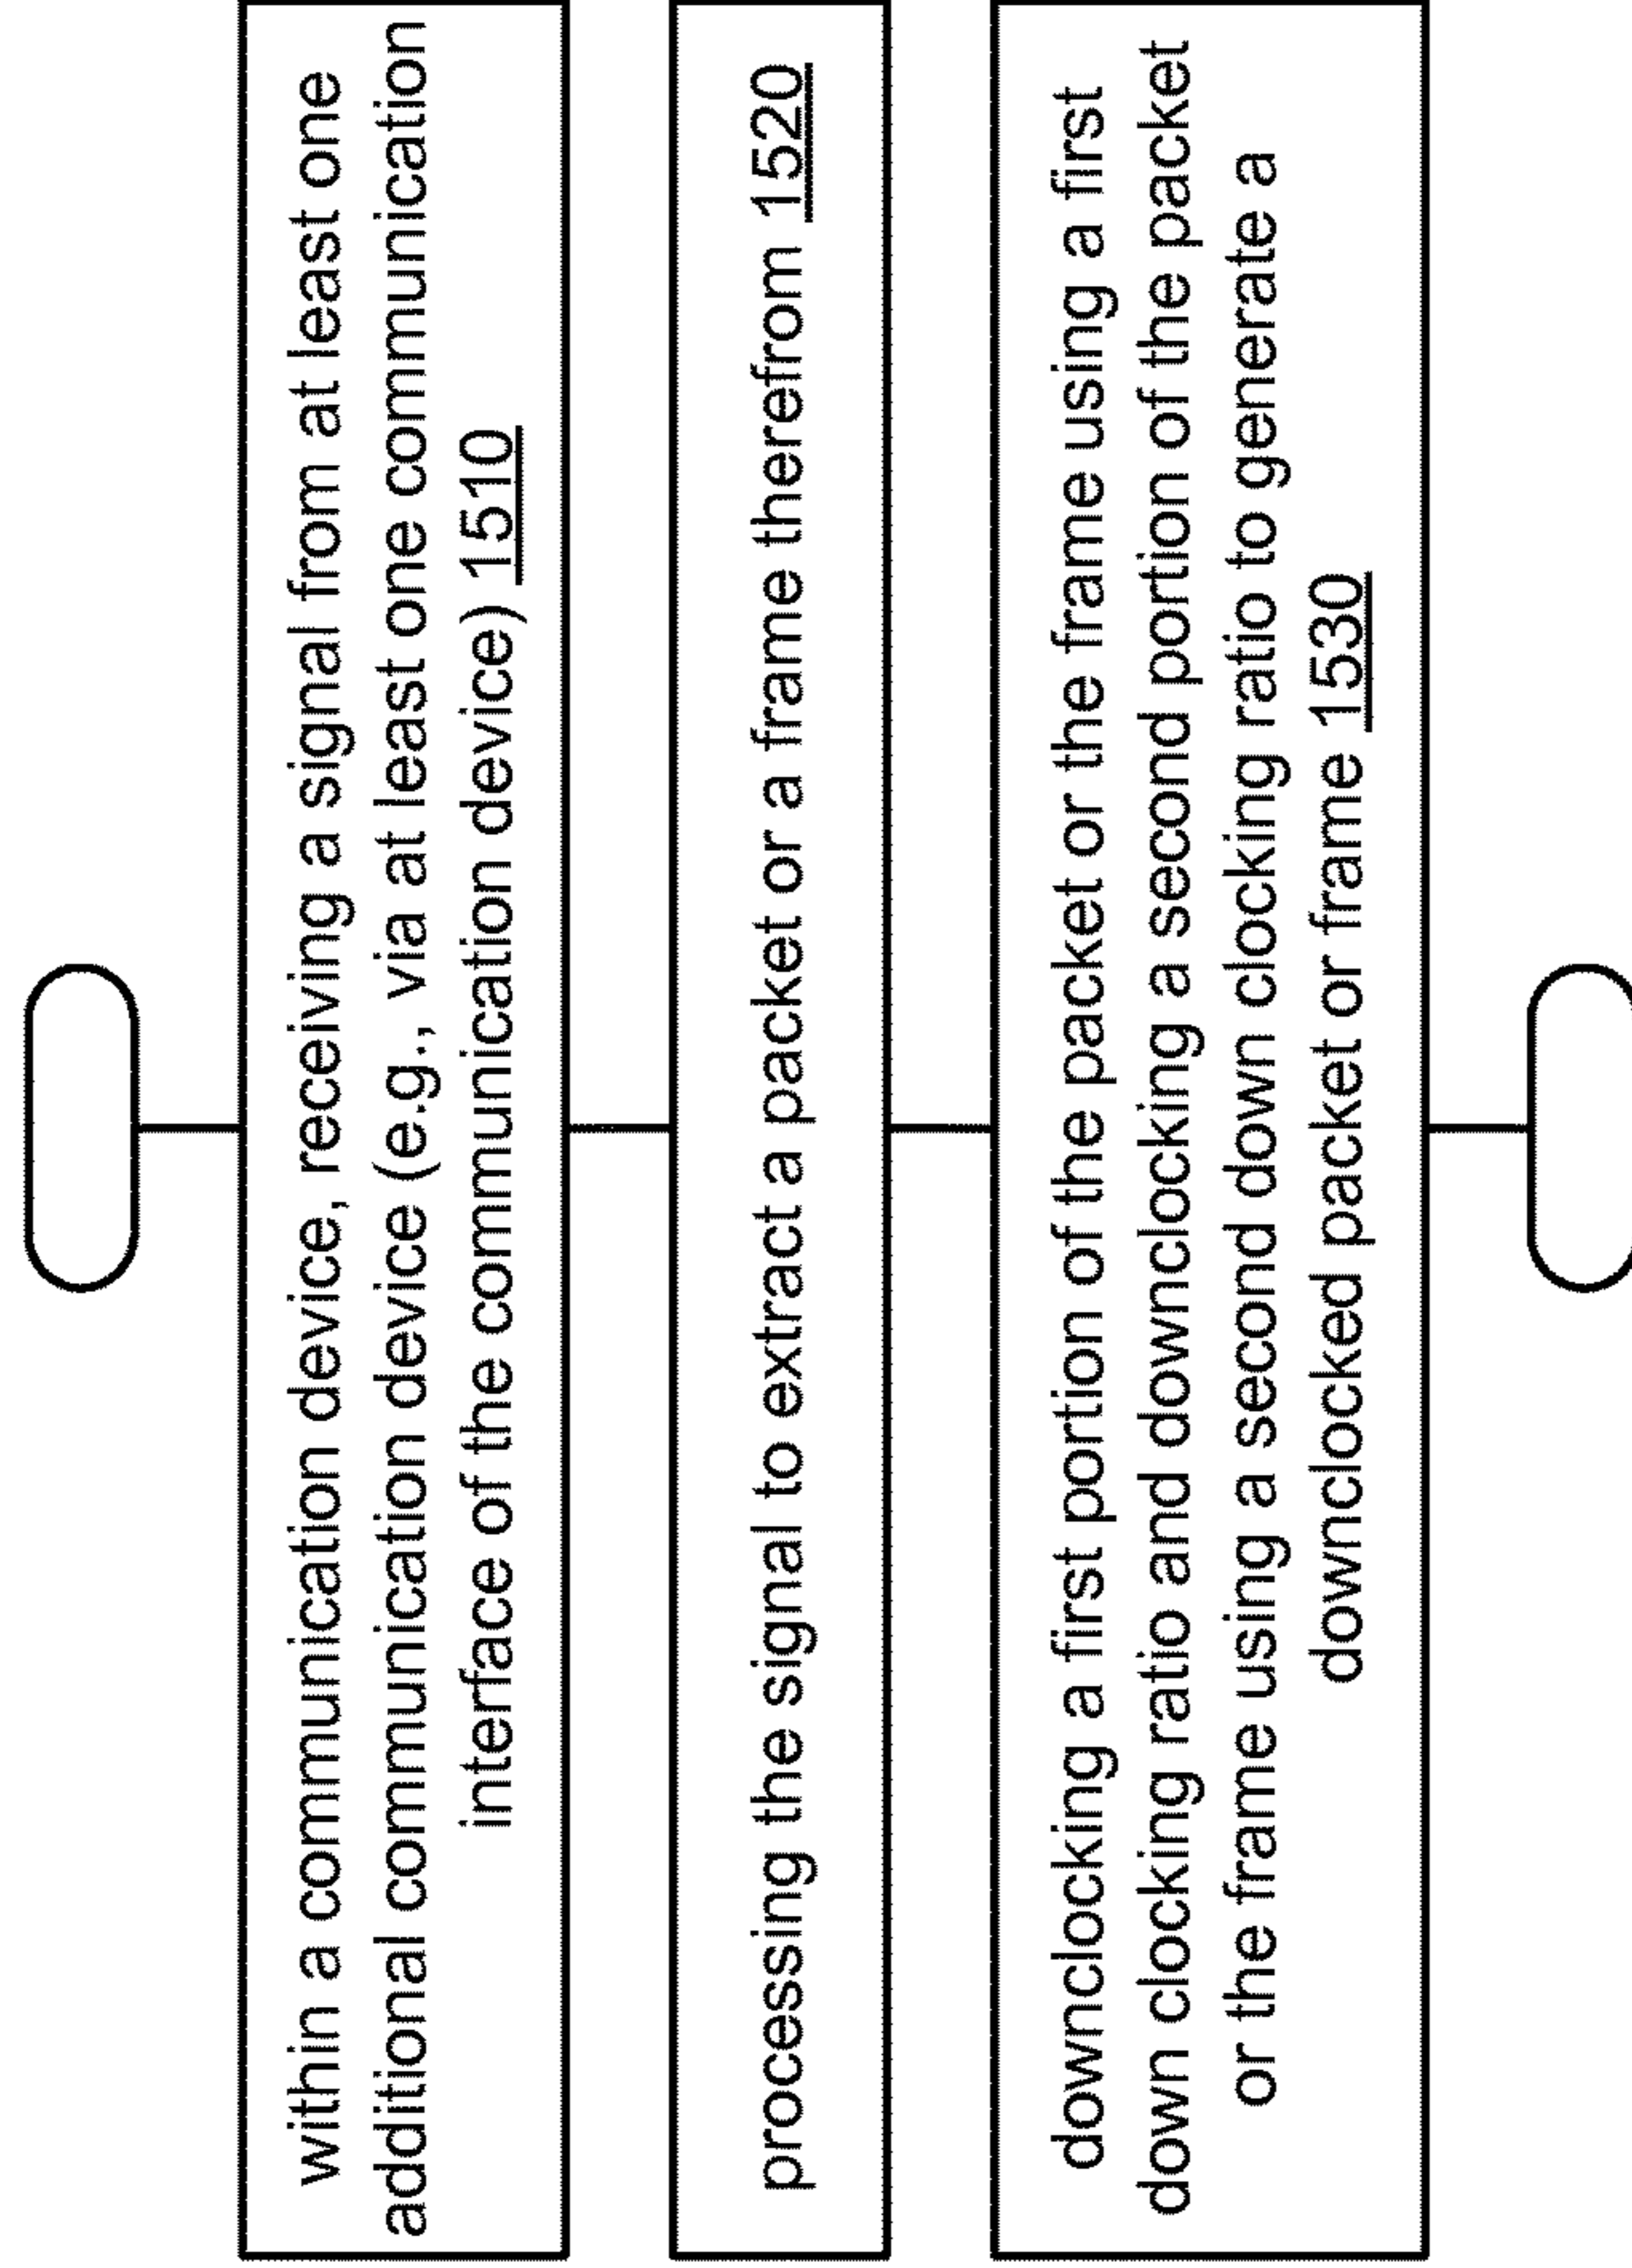 within a communication device, receiving a signal from at least one
additional communication device (e.g., via at least one communication
interface of the communication device) 1510
processing the signal to extract a packet or a frame therefrom 1520
downclocking a first portion of the packet or the frame using a first
down clocking ratio and downclocking a second portion of the packet
or the frame using a second down clocking ratio to generate a
downclocked packet or frame 1530